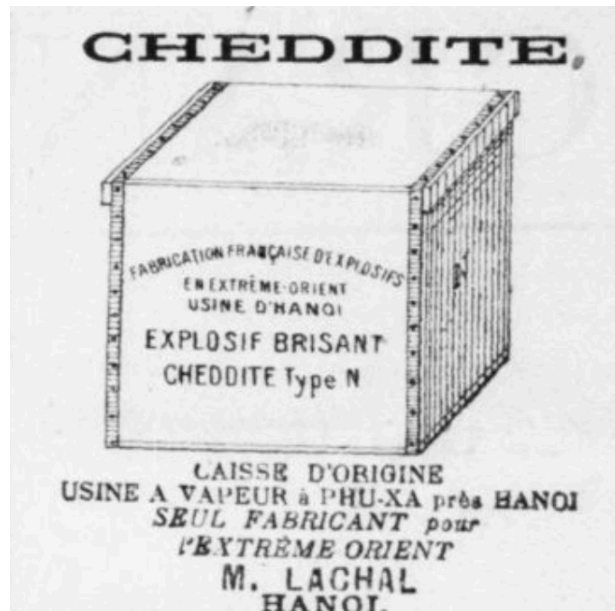 CHEDDITE.
FABRICATION FRANÇAISE D'EXPLOSIFS
EN EXTRÊME-ORIENT
USINE D'HANOI
EXPLOSIF BRISANT
CHEDDITE Type N
CAISSE D'ORIGINE
USINE A VAPEUR à PHU-XA près HANOI
SEUL FABRICANT pour
l'EXTRÊME ORIENT
M. LACHAL
HANOI.